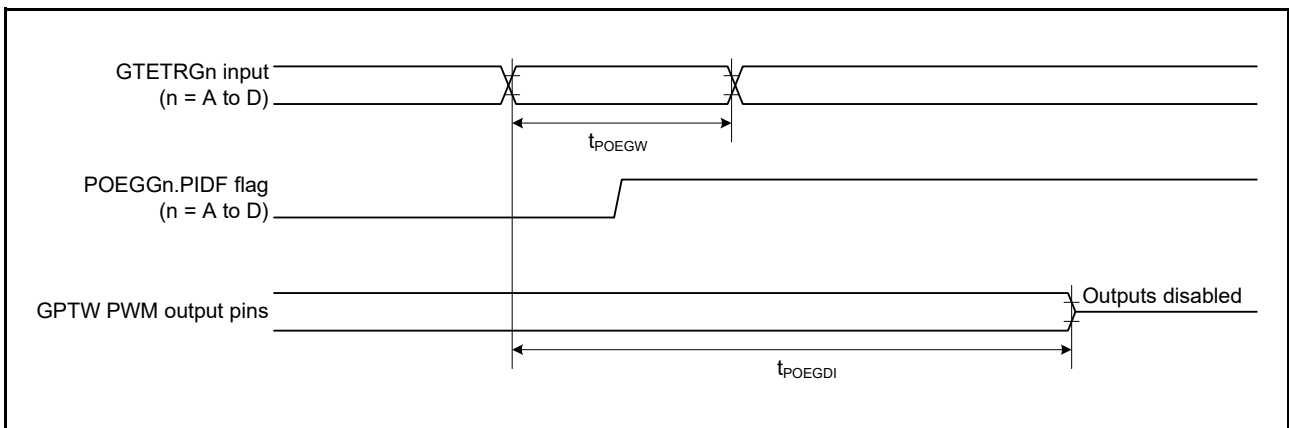 GTETRGn input
(n = A to D)
tPOEGW
POEGGn.PIDF flag
(n = A to D)
GPTW PWM output pins
Outputs disabled
tPOEGDI